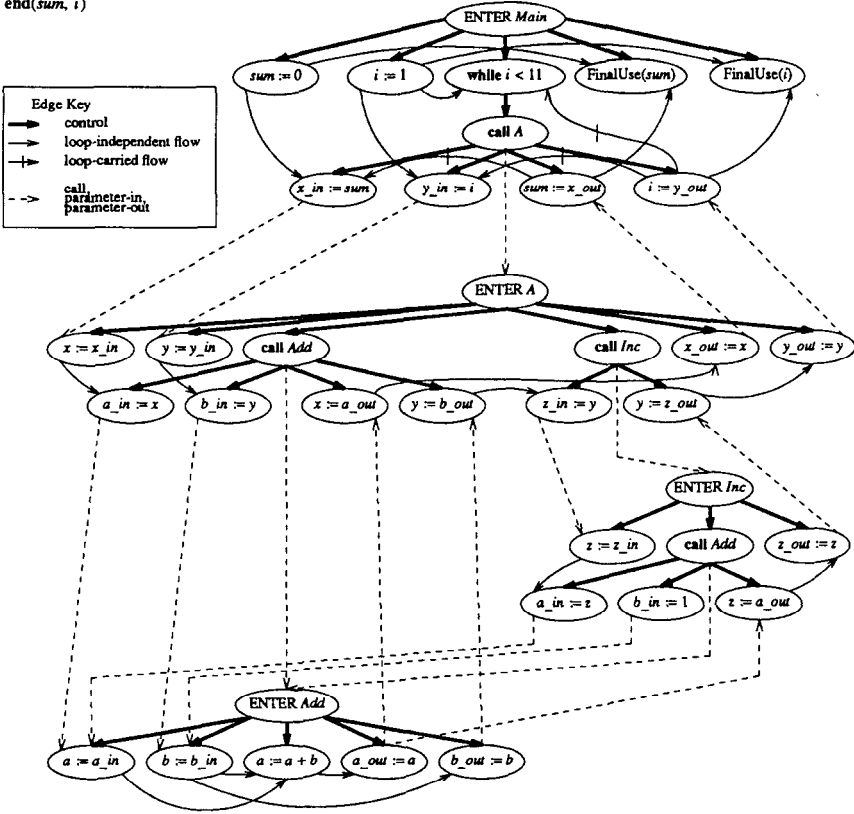 end(sum, i)
ENTER Main
sum := 0
i := 1
while i < 11
FinalUse(sum)
FinalUse(i)
Edge Key
control
loop-independent flow
loop-carried flow
call,
parameter-in,
parameter-out
call A
x_in := sum
y_in := i
sum := x_out
i := y_out
ENTER A
x := x_in
y := y_in
call Add
call Inc
x_out := x
y_out := y
a_in := x
b_in := y
x := a_out
y := b_out
z_in := y
y := z_out
ENTER Inc
z := z_in
call Add
z_out := z
a_in := z
b_in := 1
z := a_out
ENTER Add
a := a_in
b := b_in
a := a + b
a_out := a
b_out := b